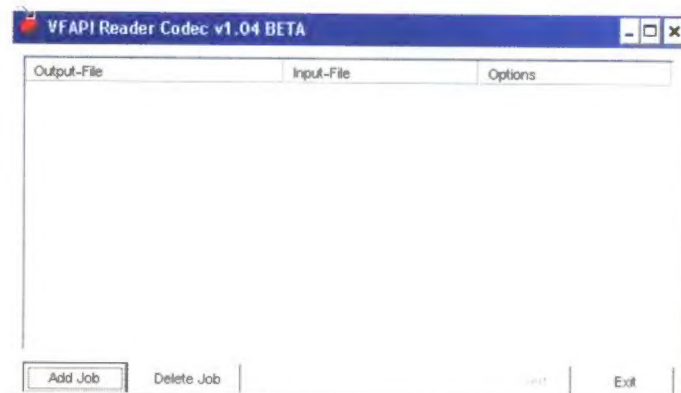 VFAPI Reader Codec v1.04 BETA
Output-File Input-File Options
Add Job Delete Job Exit